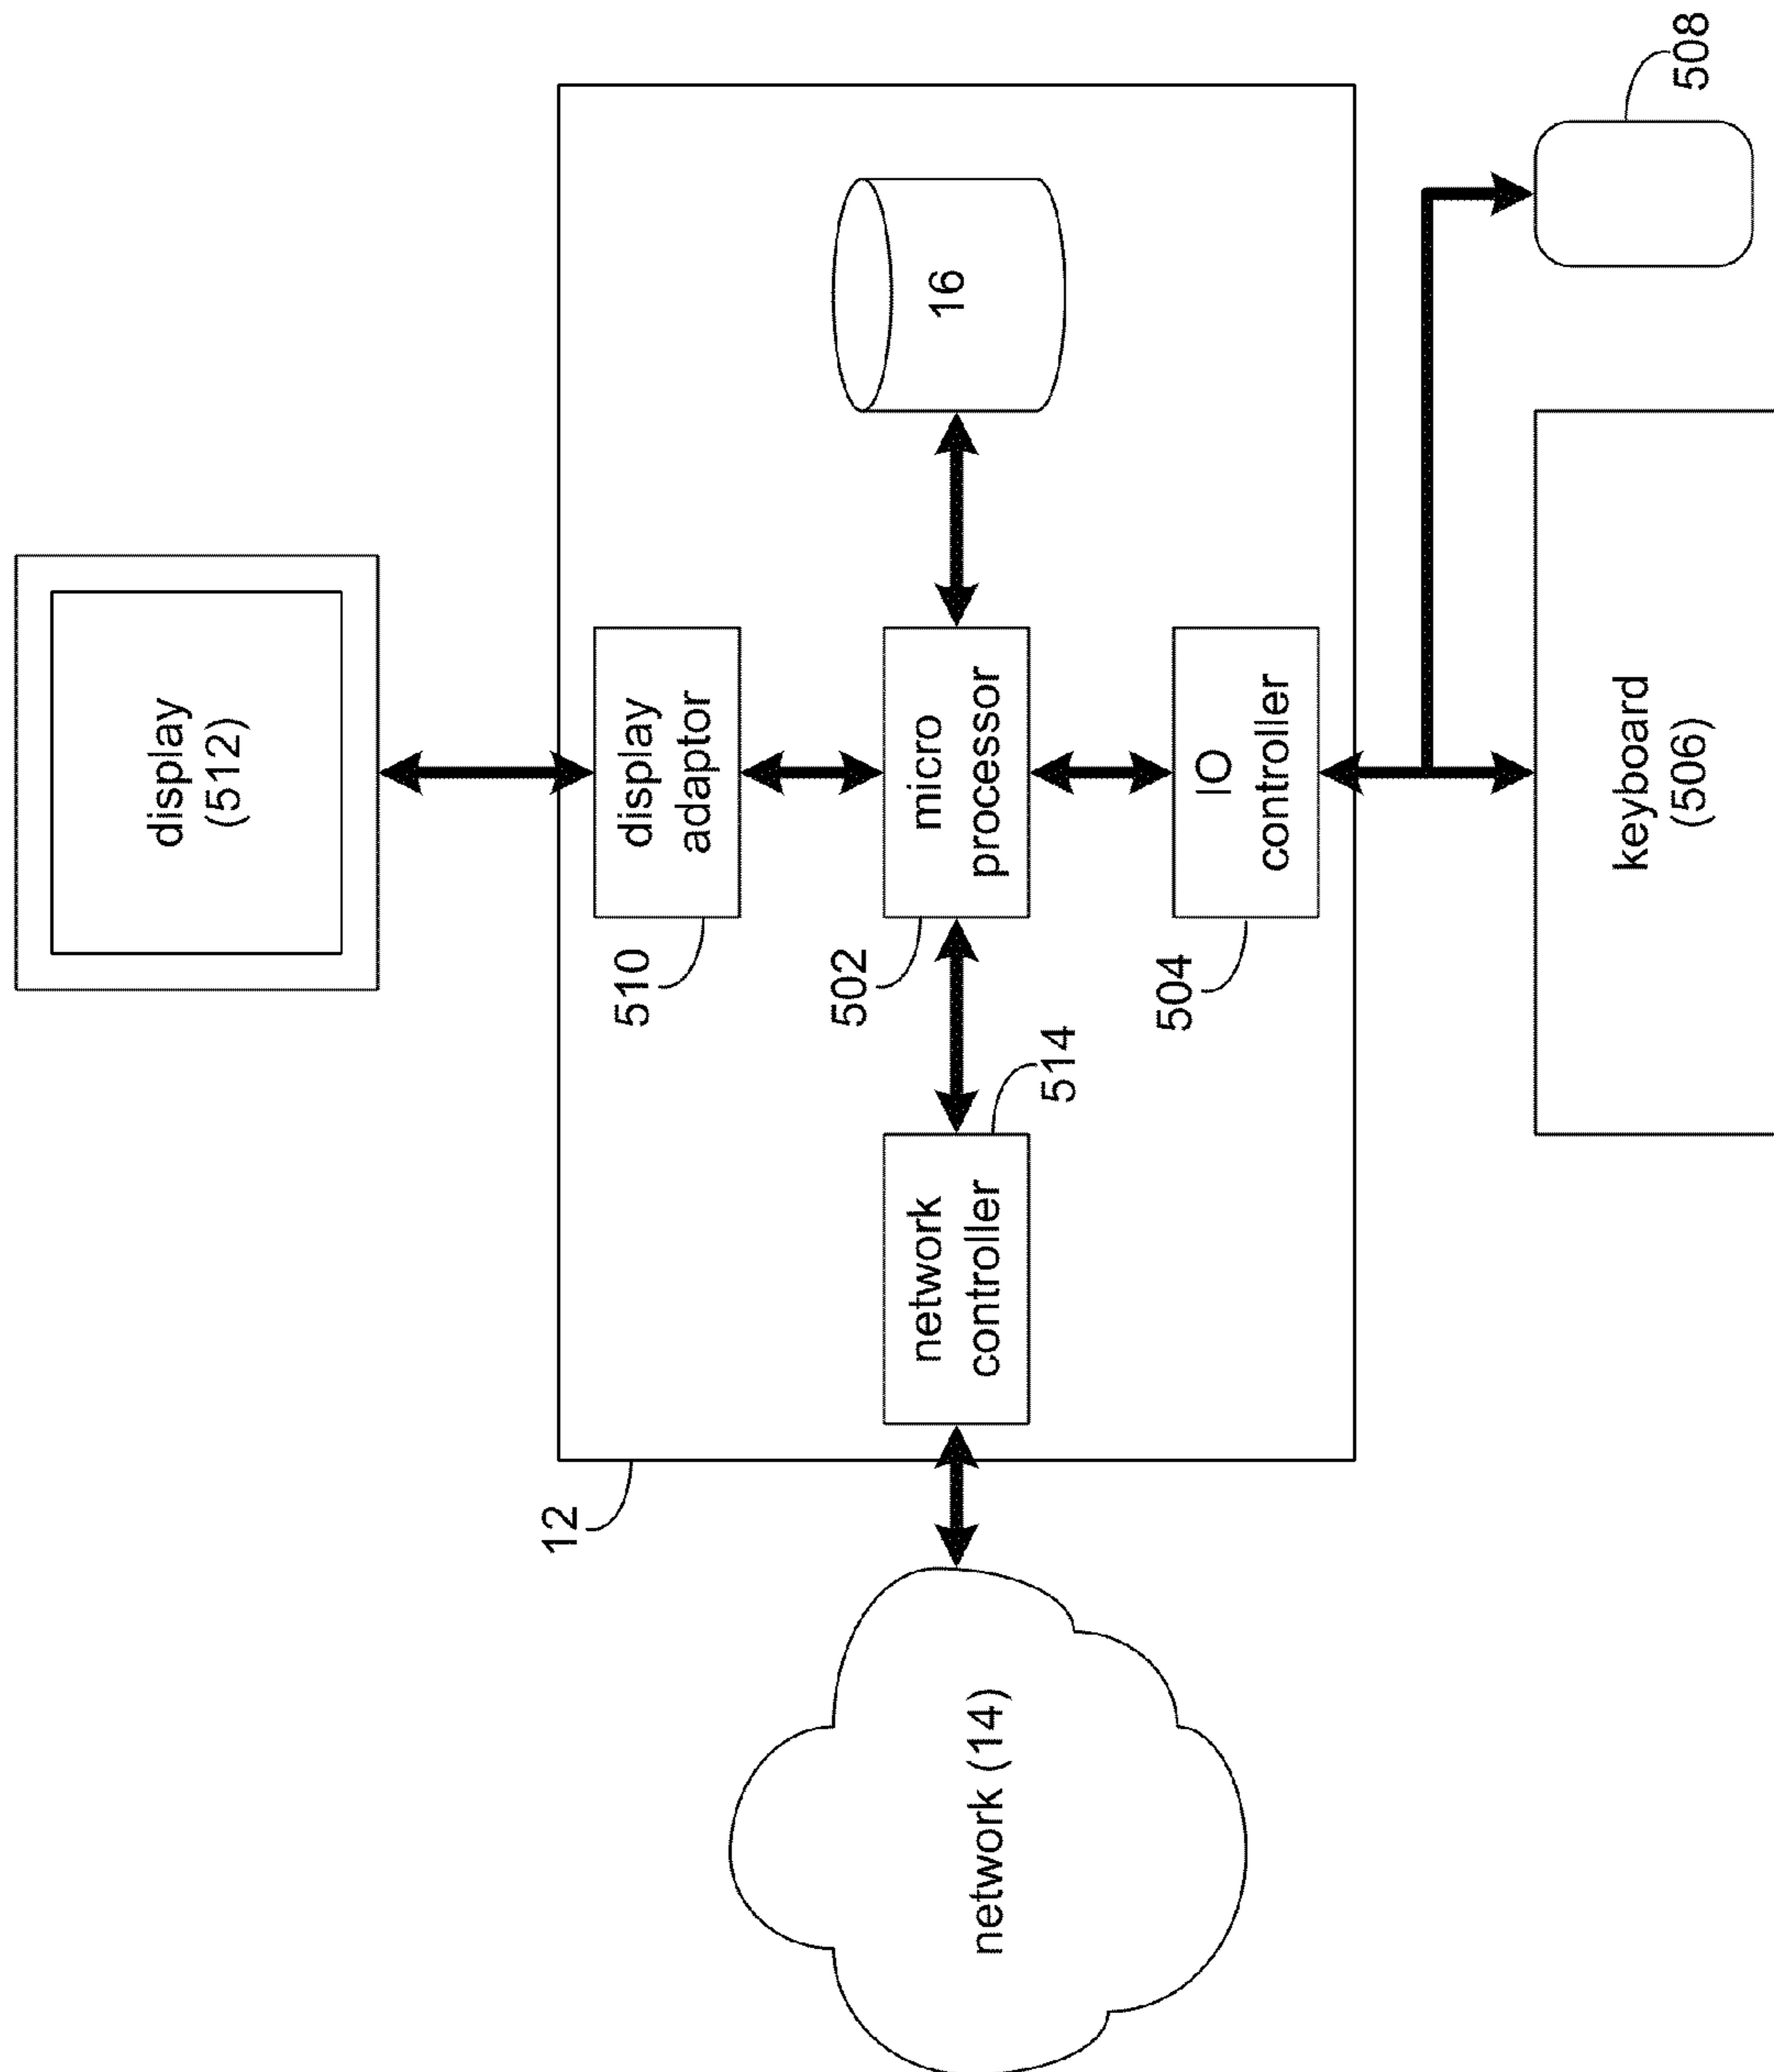 display
(512)
510
display
adaptor
12
502
micro
processor
16
network (14)
network
controller
514
504
IO
controller
keyboard
(506)
508